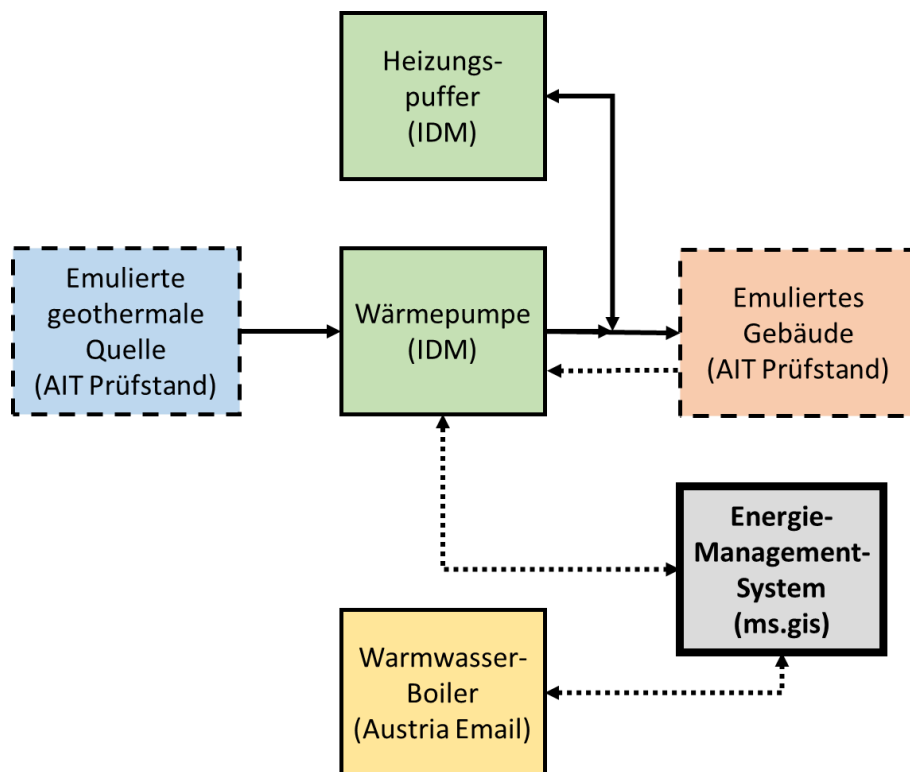 Heizungs-
puffer
(IDM)
Emulierte
geothermale
Quelle
(AIT Prüfstand)
Wärmepumpe
(IDM)
Emuliertes
Gebäude
(AIT Prüfstand)
Energie-
Management-
System
(ms.gis)
Warmwasser-
Boiler
(Austria Email)